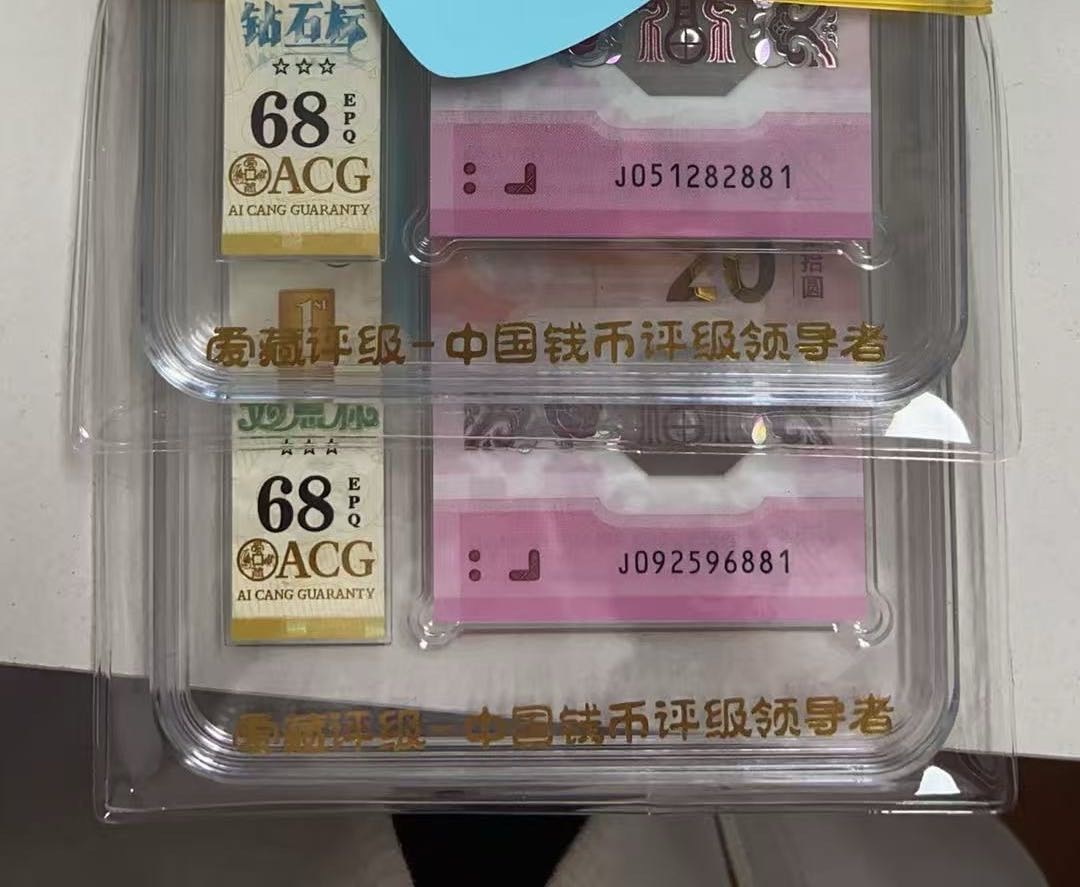 钻石标
☆☆☆
68
EPQ
ACG
AI CANG GUARANTY
J051282881
20
拾圆
1ST
爱藏评级-中国钱币评级领导者
☆☆☆
68
EPQ
ACG
AI CANG GUARANTY
J092596881
爱藏评级-中国钱币评级领导者